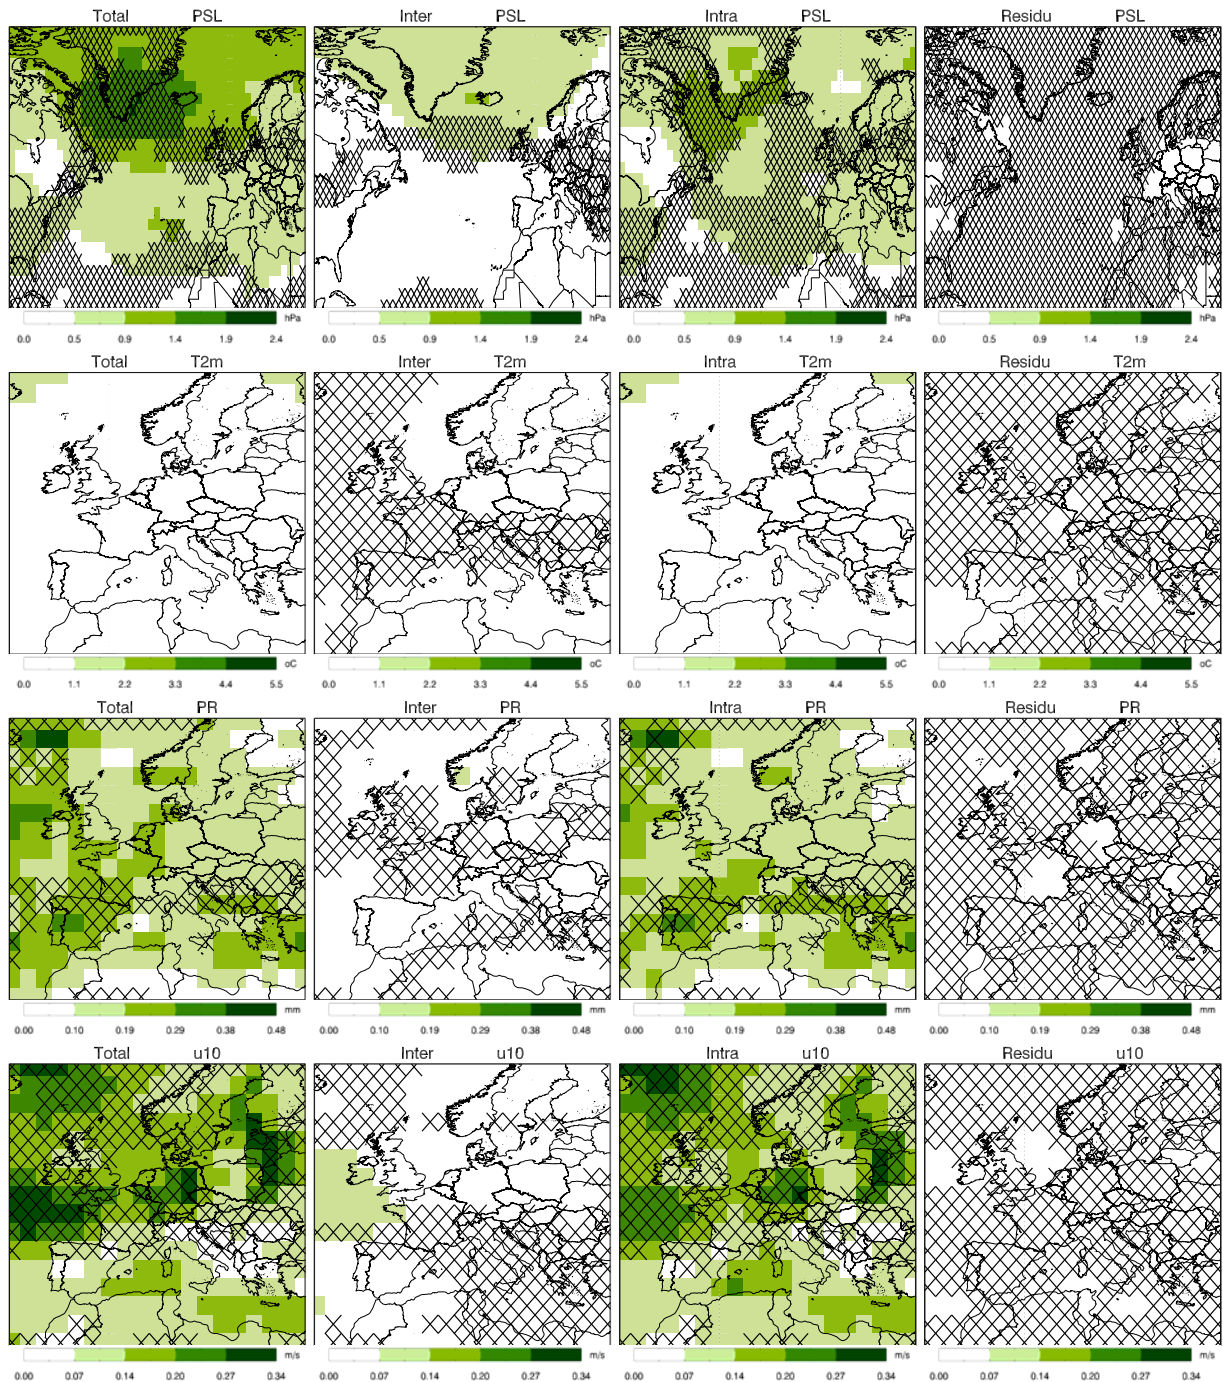 Total PSL Inter PSL Intra PSL Residu PSL
hPa hPa hPa hPa
0.0 0.5 0.9 1.4 1.9 2.4 0.0 0.5 0.9 1.4 1.9 2.4 0.0 0.5 0.9 1.4 1.9 2.4 0.0 0.5 0.9 1.4 1.9 2.4
Total T2m Inter T2m Intra T2m Residu T2m
oC oC oC oC
0.0 1.1 2.2 3.3 4.4 5.5 0.0 1.1 2.2 3.3 4.4 5.5 0.0 1.1 2.2 3.3 4.4 5.5 0.0 1.1 2.2 3.3 4.4 5.5
Total PR Inter PR Intra PR Residu PR
mm mm mm mm
0.00 0.10 0.19 0.29 0.38 0.48 0.00 0.10 0.19 0.29 0.38 0.48 0.00 0.10 0.19 0.29 0.38 0.48 0.00 0.10 0.19 0.29 0.38 0.48
Total u10 Inter u10 Intra u10 Residu u10
m/s m/s m/s m/s
0.00 0.07 0.14 0.20 0.27 0.34 0.00 0.07 0.14 0.20 0.27 0.34 0.00 0.07 0.14 0.20 0.27 0.34 0.00 0.07 0.14 0.20 0.27 0.34